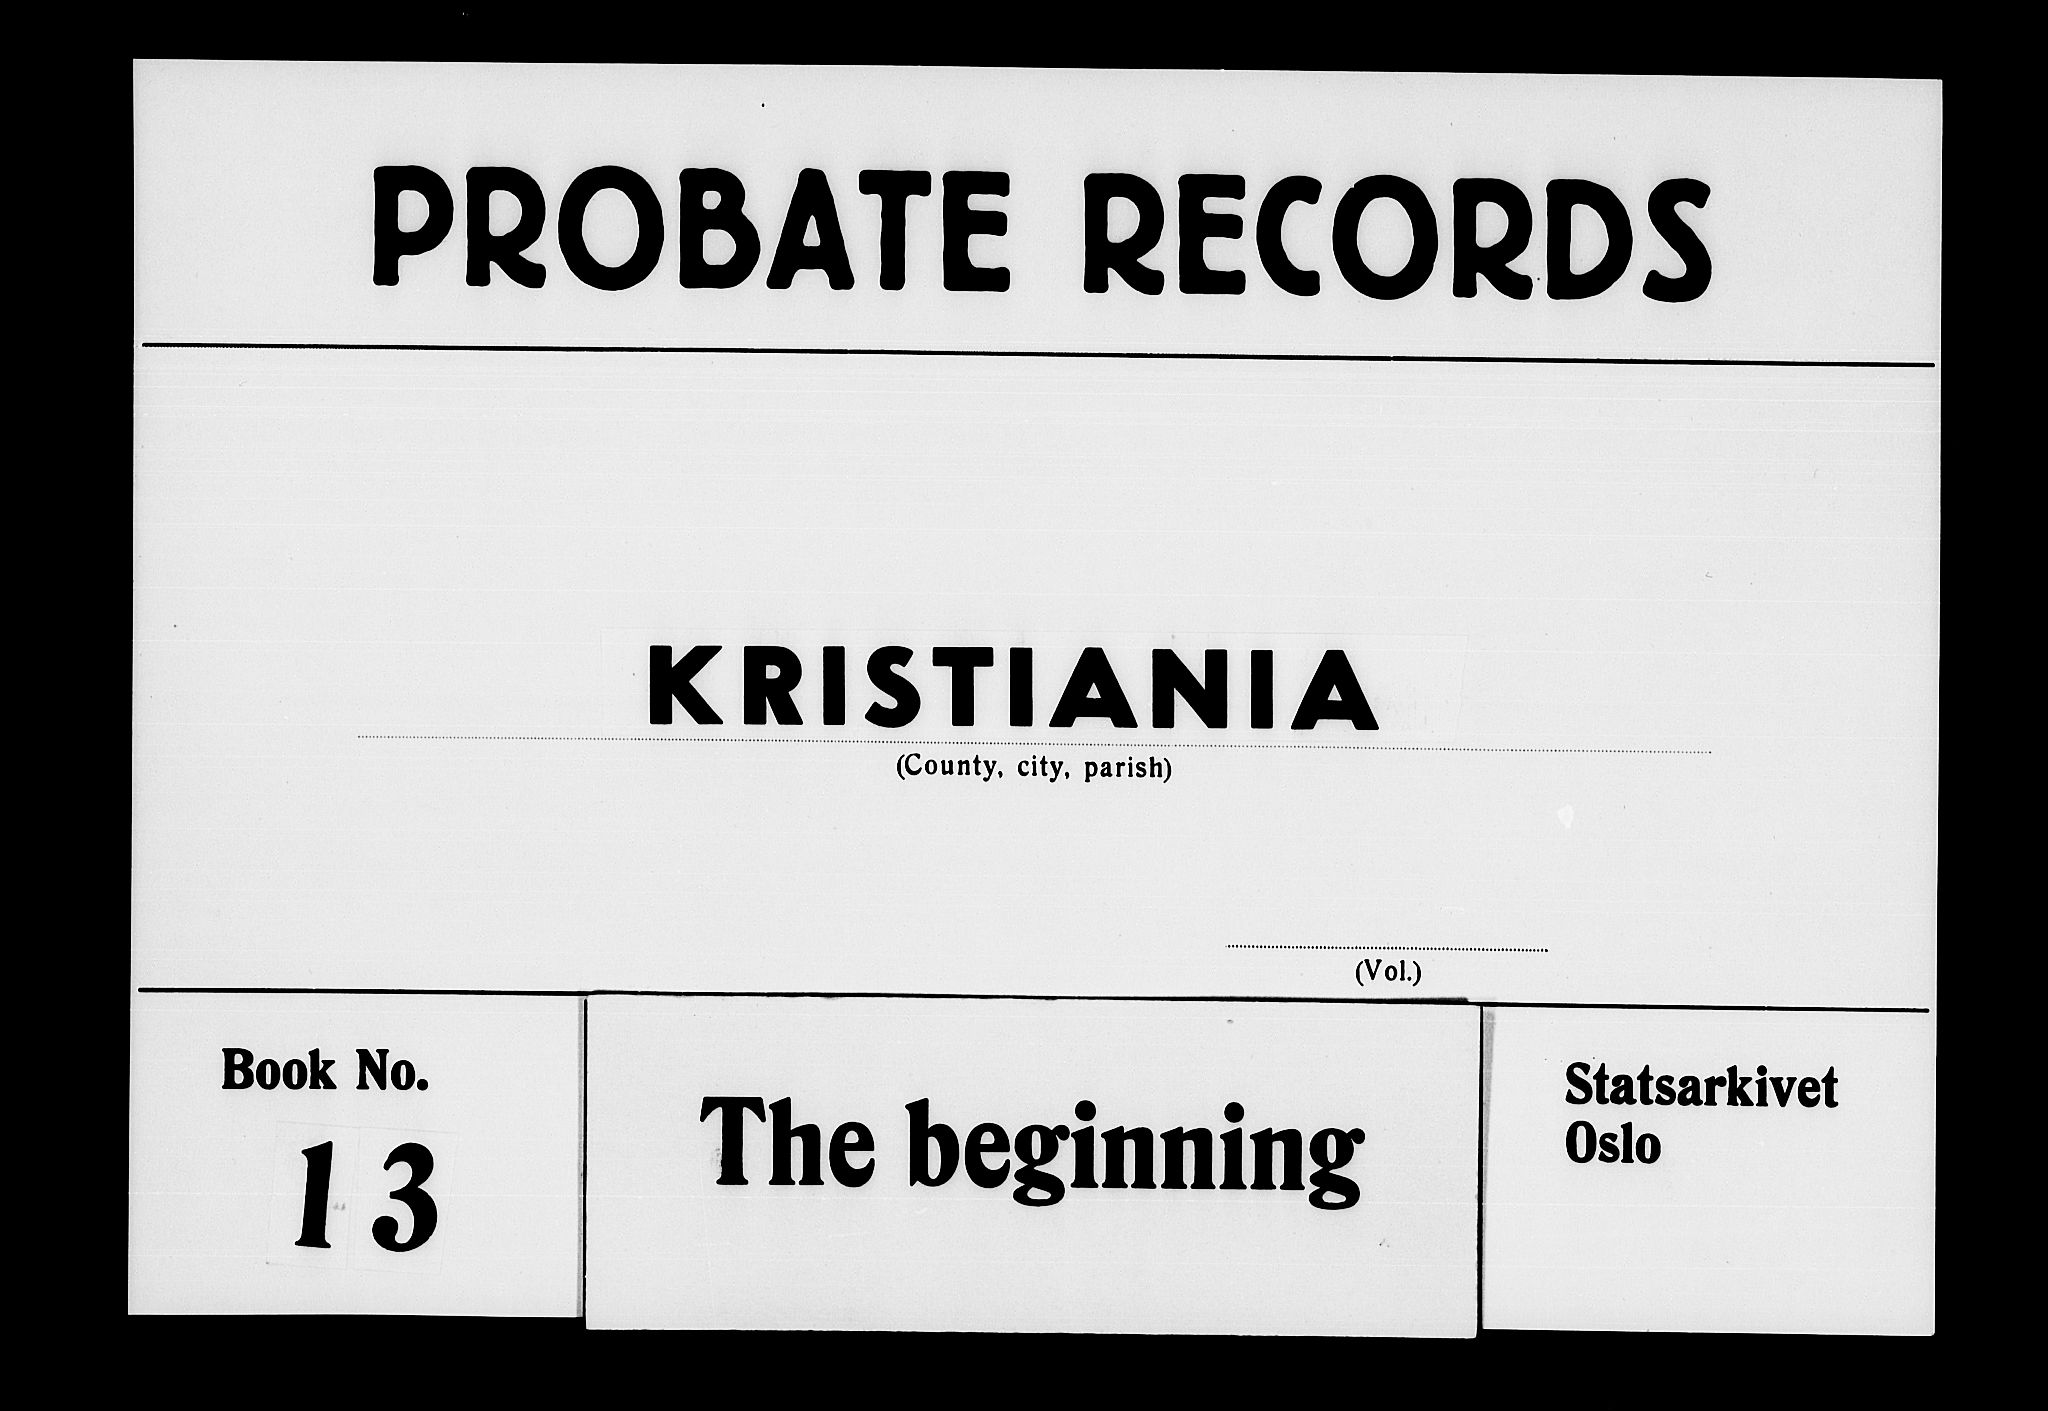 PROBATE RECORDS
KRISTIANIA
(County, city, parish)
(Vol.)
Book No.
13
The beginning
Statsarkivet
Oslo